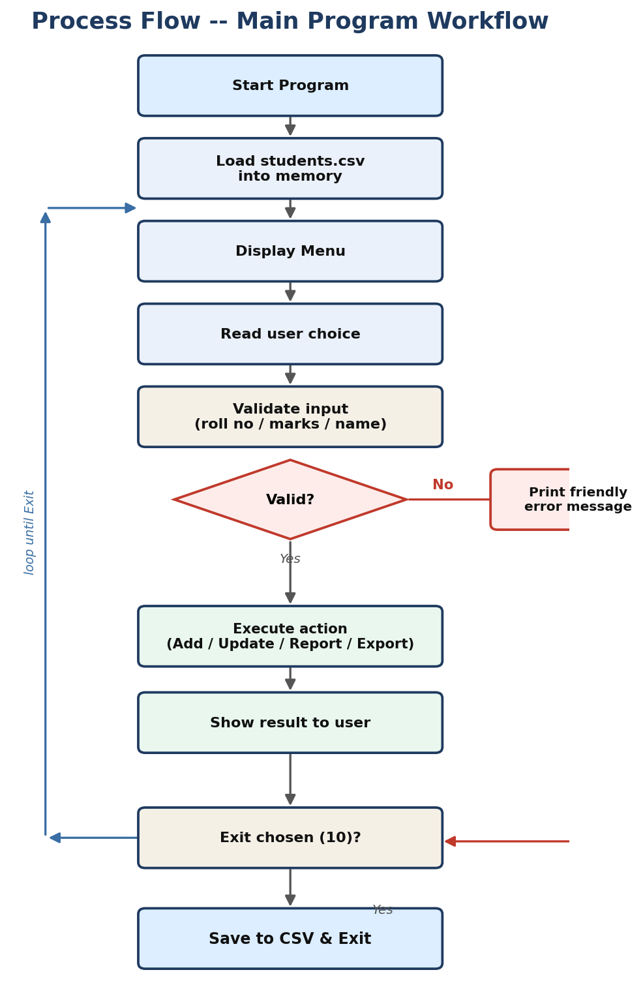 Process Flow -- Main Program Workflow
Start Program
Load students.csv
into memory
Display Menu
Read user choice
Validate input
(roll no / marks / name)
Valid?
No
Print friendly
error message
Yes
loop until Exit
Execute action
(Add / Update / Report / Export)
Show result to user
Exit chosen (10)?
Yes
Save to CSV & Exit